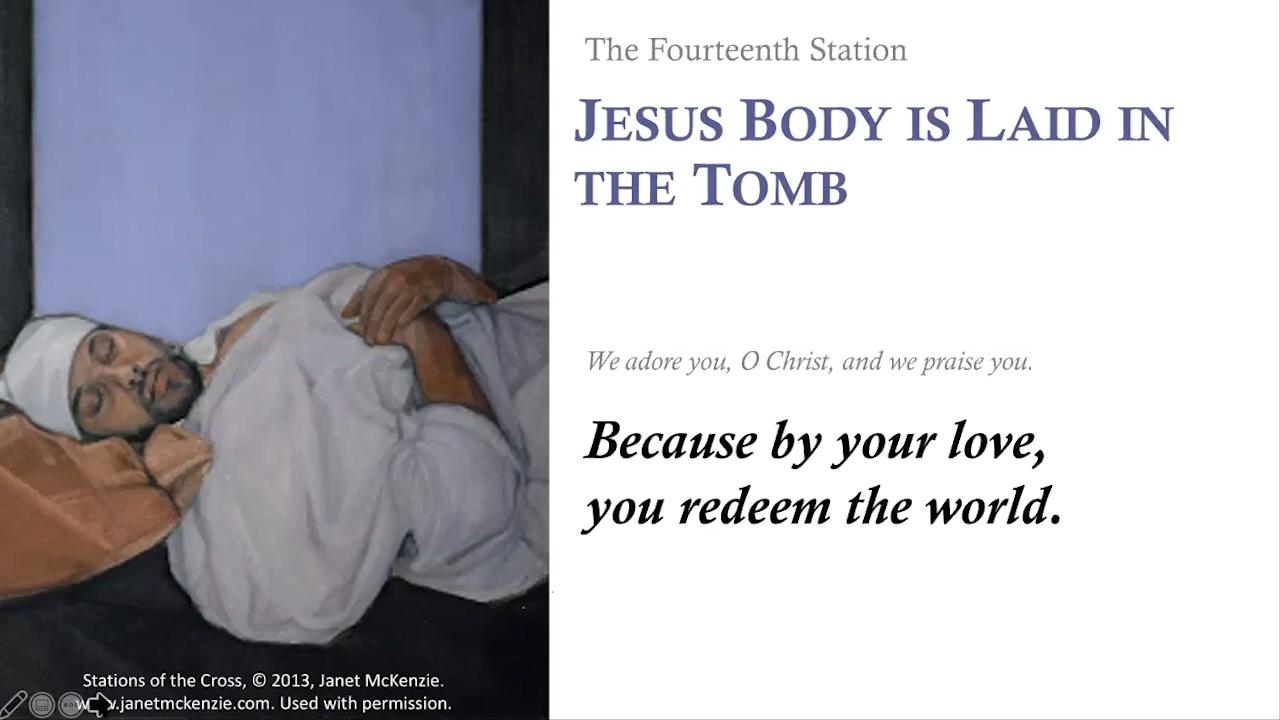 The Fourteenth Station
JESUS BODY IS LAID IN
THE TOMB
We adore you, O Christ, and we praise you.
Because by your love,
you redeem the world.
Stations of the Cross, © 2013, Janet McKenzie.
www.janetmckenzie.com. Used with permission.